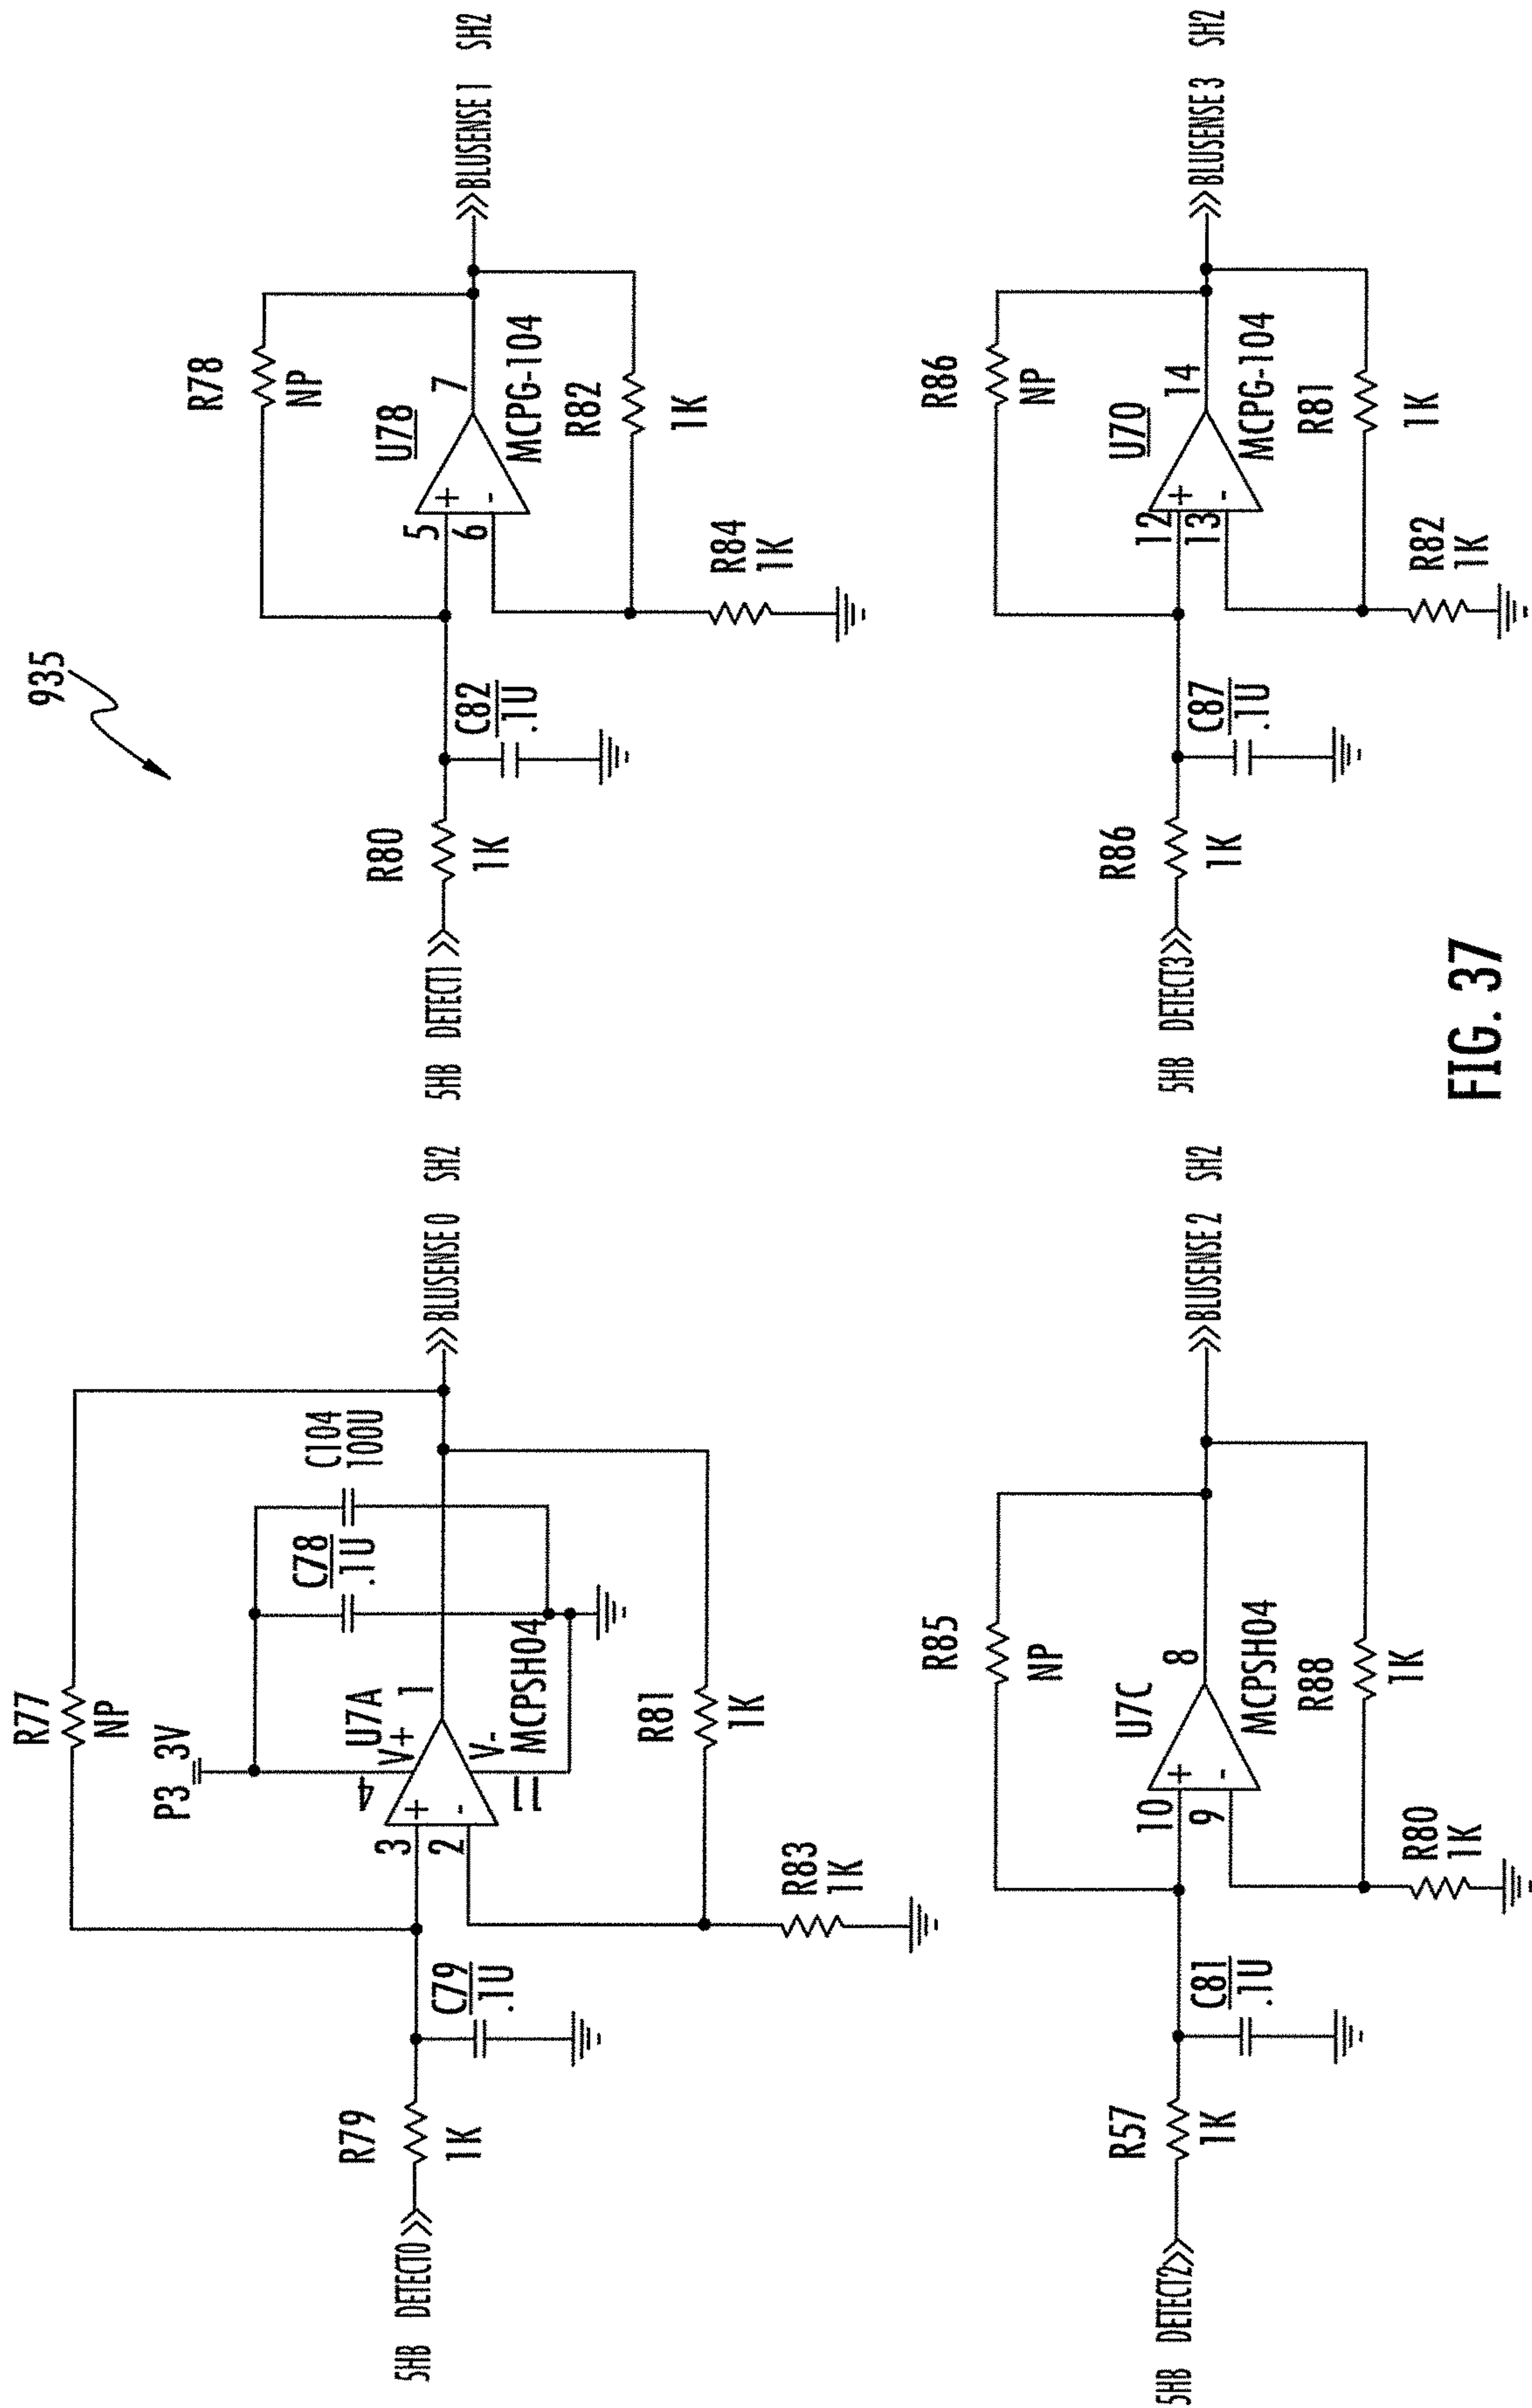 935
R77
NP
P3 3V
4
V+
U7A
1
3
2
11
V-
MCPSH04
C78
.1U
C104
100U
5HB DETECT0
R79
1K
C79
.1U
R81
1K
R83
1K
BLUSENSE 0 SH2
R78
NP
U78
7
5
6
MCPG-104
5HB DETECT1
R80
1K
C82
.1U
R82
1K
R84
1K
BLUSENSE 1 SH2
R85
NP
U7C
8
10
9
MCPSH04
5HB DETECT2
R57
1K
C81
.1U
R88
1K
R80
1K
BLUSENSE 2 SH2
R86
NP
U70
14
12
13
MCPG-104
5HB DETECT3
R86
1K
C87
.1U
R81
1K
R82
1K
BLUSENSE 3 SH2
FIG. 37